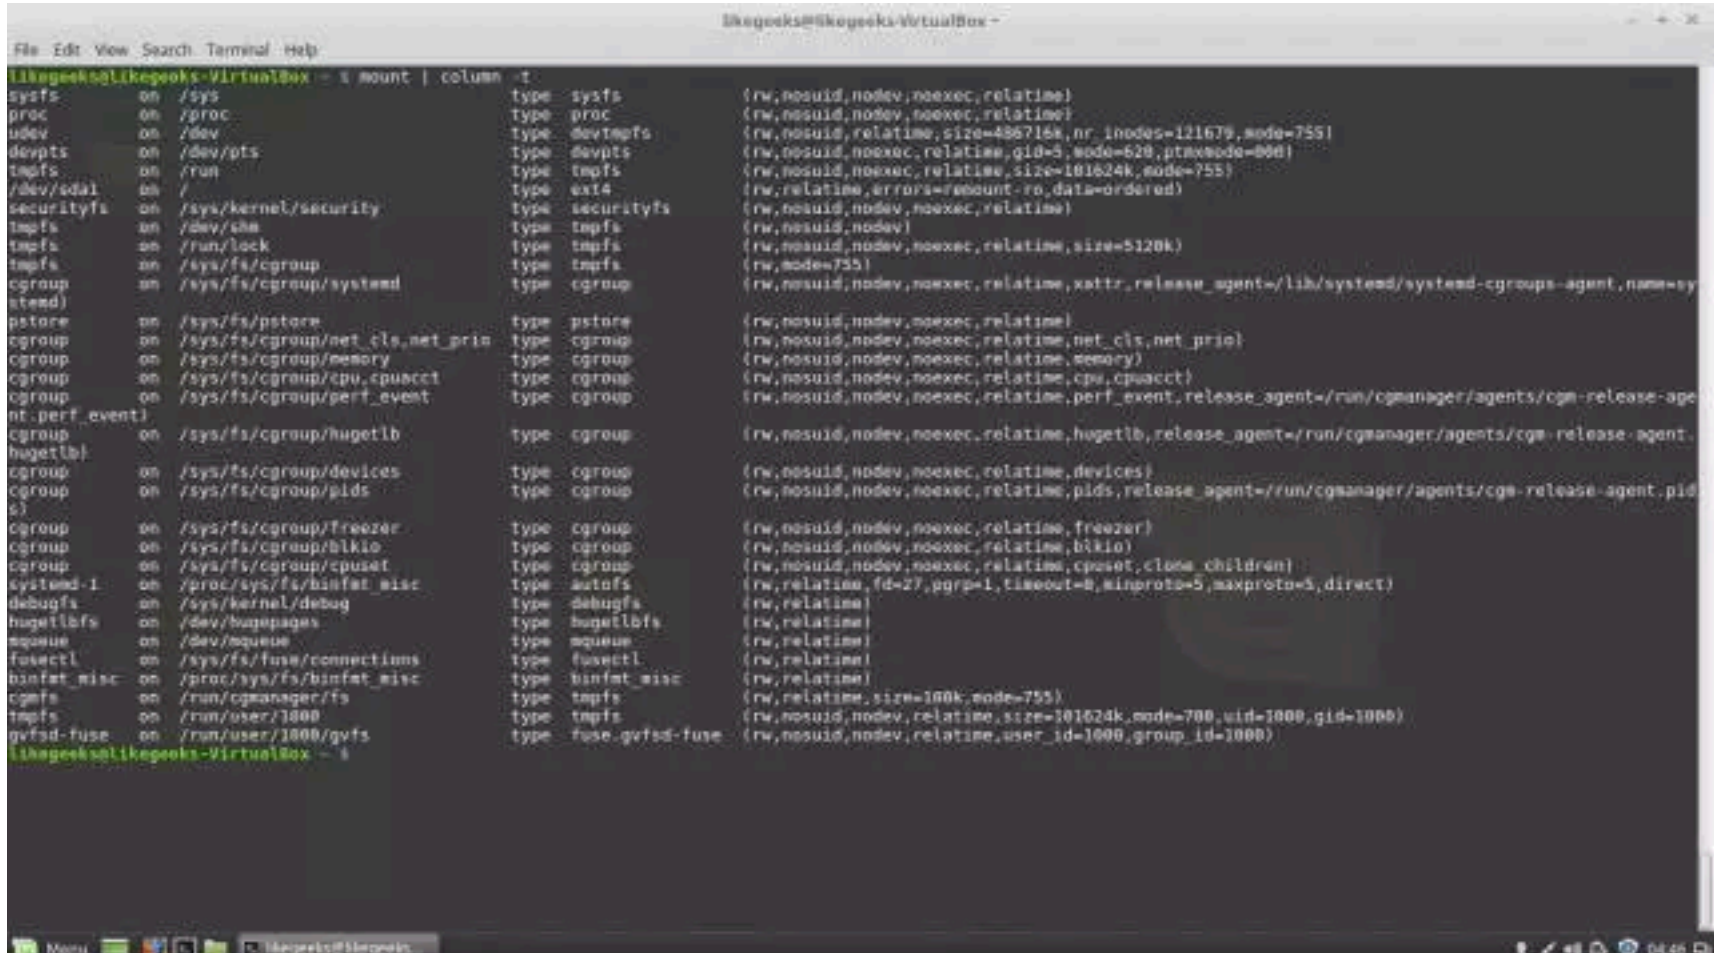 likegeeks@likegeeks-VirtualBox ~
File Edit View Search Terminal Help
likegeeks@likegeeks-VirtualBox ~ $ mount | column -t
sysfs on /sys type sysfs (rw,nosuid,nodev,noexec,relatime)
proc on /proc type proc (rw,nosuid,nodev,noexec,relatime)
udev on /dev type devtmpfs (rw,nosuid,relatime,size=486716k,nr_inodes=121679,mode=755)
devpts on /dev/pts type devpts (rw,nosuid,noexec,relatime,gid=5,mode=620,ptmxmode=000)
tmpfs on /run type tmpfs (rw,nosuid,noexec,relatime,size=101624k,mode=755)
/dev/sda1 on / type ext4 (rw,relatime,errors=remount-ro,data=ordered)
securityfs on /sys/kernel/security type securityfs (rw,nosuid,nodev,noexec,relatime)
tmpfs on /dev/shm type tmpfs (rw,nosuid,nodev)
tmpfs on /run/lock type tmpfs (rw,nosuid,nodev,noexec,relatime,size=5120k)
tmpfs on /sys/fs/cgroup type tmpfs (rw,mode=755)
cgroup on /sys/fs/cgroup/systemd type cgroup (rw,nosuid,nodev,noexec,relatime,xattr,release_agent=/lib/systemd/systemd-cgroups-agent,name=sy
stemd)
pstore on /sys/fs/pstore type pstore (rw,nosuid,nodev,noexec,relatime)
cgroup on /sys/fs/cgroup/net_cls,net_prio type cgroup (rw,nosuid,nodev,noexec,relatime,net_cls,net_prio)
cgroup on /sys/fs/cgroup/memory type cgroup (rw,nosuid,nodev,noexec,relatime,memory)
cgroup on /sys/fs/cgroup/cpu,cpuacct type cgroup (rw,nosuid,nodev,noexec,relatime,cpu,cpuacct)
cgroup on /sys/fs/cgroup/perf_event type cgroup (rw,nosuid,nodev,noexec,relatime,perf_event,release_agent=/run/cgmanager/agents/cgm-release-age
nt.perf_event)
cgroup on /sys/fs/cgroup/hugetlb type cgroup (rw,nosuid,nodev,noexec,relatime,hugetlb,release_agent=/run/cgmanager/agents/cgm-release-agent.
hugetlb)
cgroup on /sys/fs/cgroup/devices type cgroup (rw,nosuid,nodev,noexec,relatime,devices)
cgroup on /sys/fs/cgroup/pids type cgroup (rw,nosuid,nodev,noexec,relatime,pids,release_agent=/run/cgmanager/agents/cgm-release-agent.pid
s)
cgroup on /sys/fs/cgroup/freezer type cgroup (rw,nosuid,nodev,noexec,relatime,freezer)
cgroup on /sys/fs/cgroup/blkio type cgroup (rw,nosuid,nodev,noexec,relatime,blkio)
cgroup on /sys/fs/cgroup/cpuset type cgroup (rw,nosuid,nodev,noexec,relatime,cpuset,clone_children)
systemd-1 on /proc/sys/fs/binfmt_misc type autofs (rw,relatime,fd=27,pgrp=1,timeout=0,minproto=5,maxproto=5,direct)
debugfs on /sys/kernel/debug type debugfs (rw,relatime)
hugetlbfs on /dev/hugepages type hugetlbfs (rw,relatime)
mqueue on /dev/mqueue type mqueue (rw,relatime)
fusectl on /sys/fs/fuse/connections type fusectl (rw,relatime)
binfmt_misc on /proc/sys/fs/binfmt_misc type binfmt_misc (rw,relatime)
cgmfs on /run/cgmanager/fs type tmpfs (rw,relatime,size=100k,mode=755)
tmpfs on /run/user/1000 type tmpfs (rw,nosuid,nodev,relatime,size=101624k,mode=700,uid=1000,gid=1000)
gvfsd-fuse on /run/user/1000/gvfs type fuse.gvfsd-fuse (rw,nosuid,nodev,relatime,user_id=1000,group_id=1000)
likegeeks@likegeeks-VirtualBox ~ $
Menu likegeeks@likegeeks... 04:46